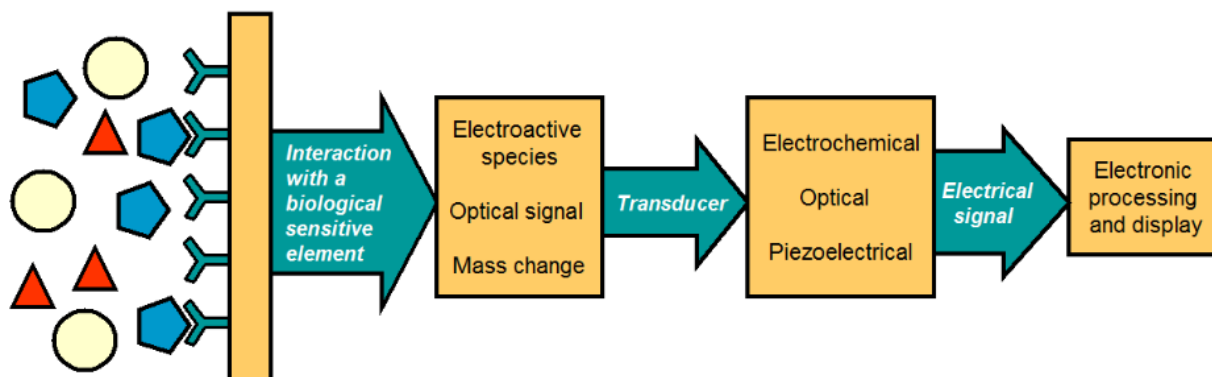 Interaction
with a
biological
sensitive
element
Electroactive
species
Optical signal
Mass change
Transducer
Electrochemical
Optical
Piezoelectrical
Electrical
signal
Electronic
processing
and display